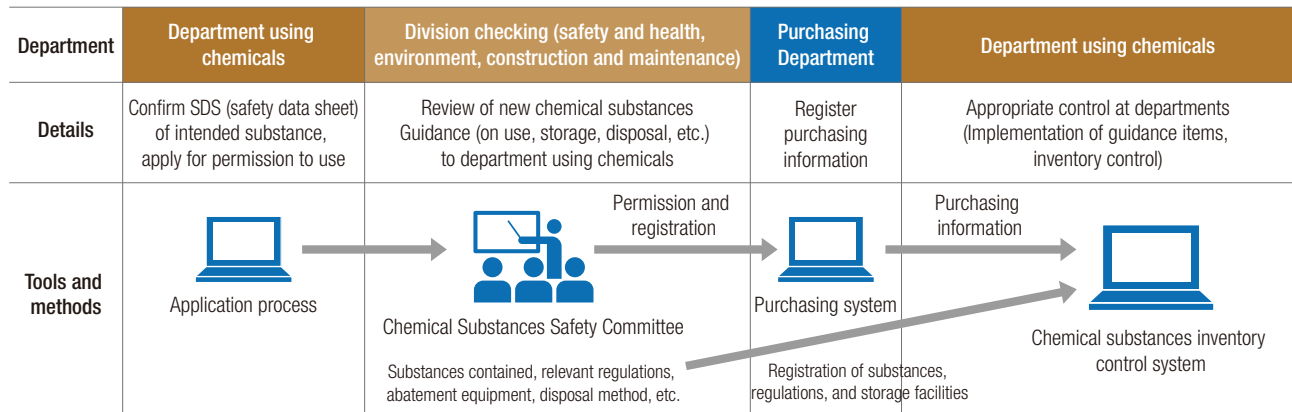 Department
Department using
chemicals
Division checking (safety and health,
environment, construction and maintenance)
Purchasing
Department
Department using chemicals
Details
Confirm SDS (safety data sheet)
of intended substance,
apply for permission to use
Review of new chemical substances
Guidance (on use, storage, disposal, etc.)
to department using chemicals
Register
purchasing
information
Appropriate control at departments
(Implementation of guidance items,
inventory control)
Tools and
methods
Application process
Permission and
registration
Chemical Substances Safety Committee
Substances contained, relevant regulations,
abatement equipment, disposal method, etc.
Purchasing system
Purchasing
information
Registration of substances,
regulations, and storage facilities
Chemical substances inventory
control system